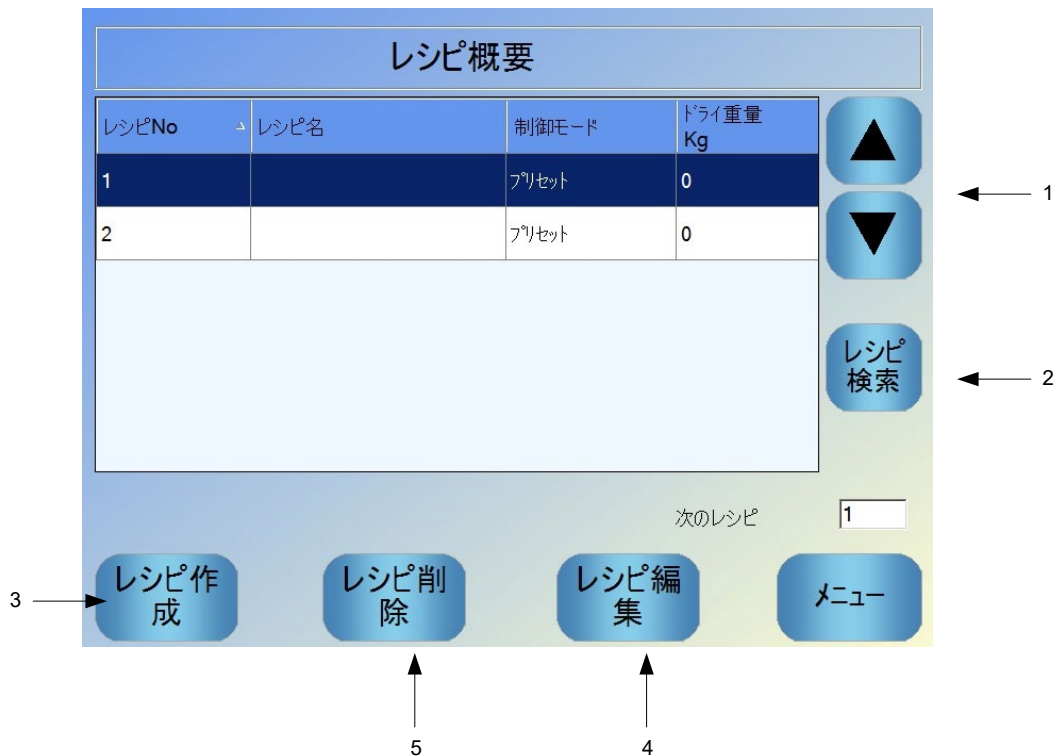 レシピ概要
レシピNo レシピ名 制御モード ドライ重量
Kg
1 プリセット 0
2 プリセット 0
1
レシピ
検索
2
次のレシピ 1
レシピ作
成
レシピ削
除
レシピ編
集
メニュー
3
5
4